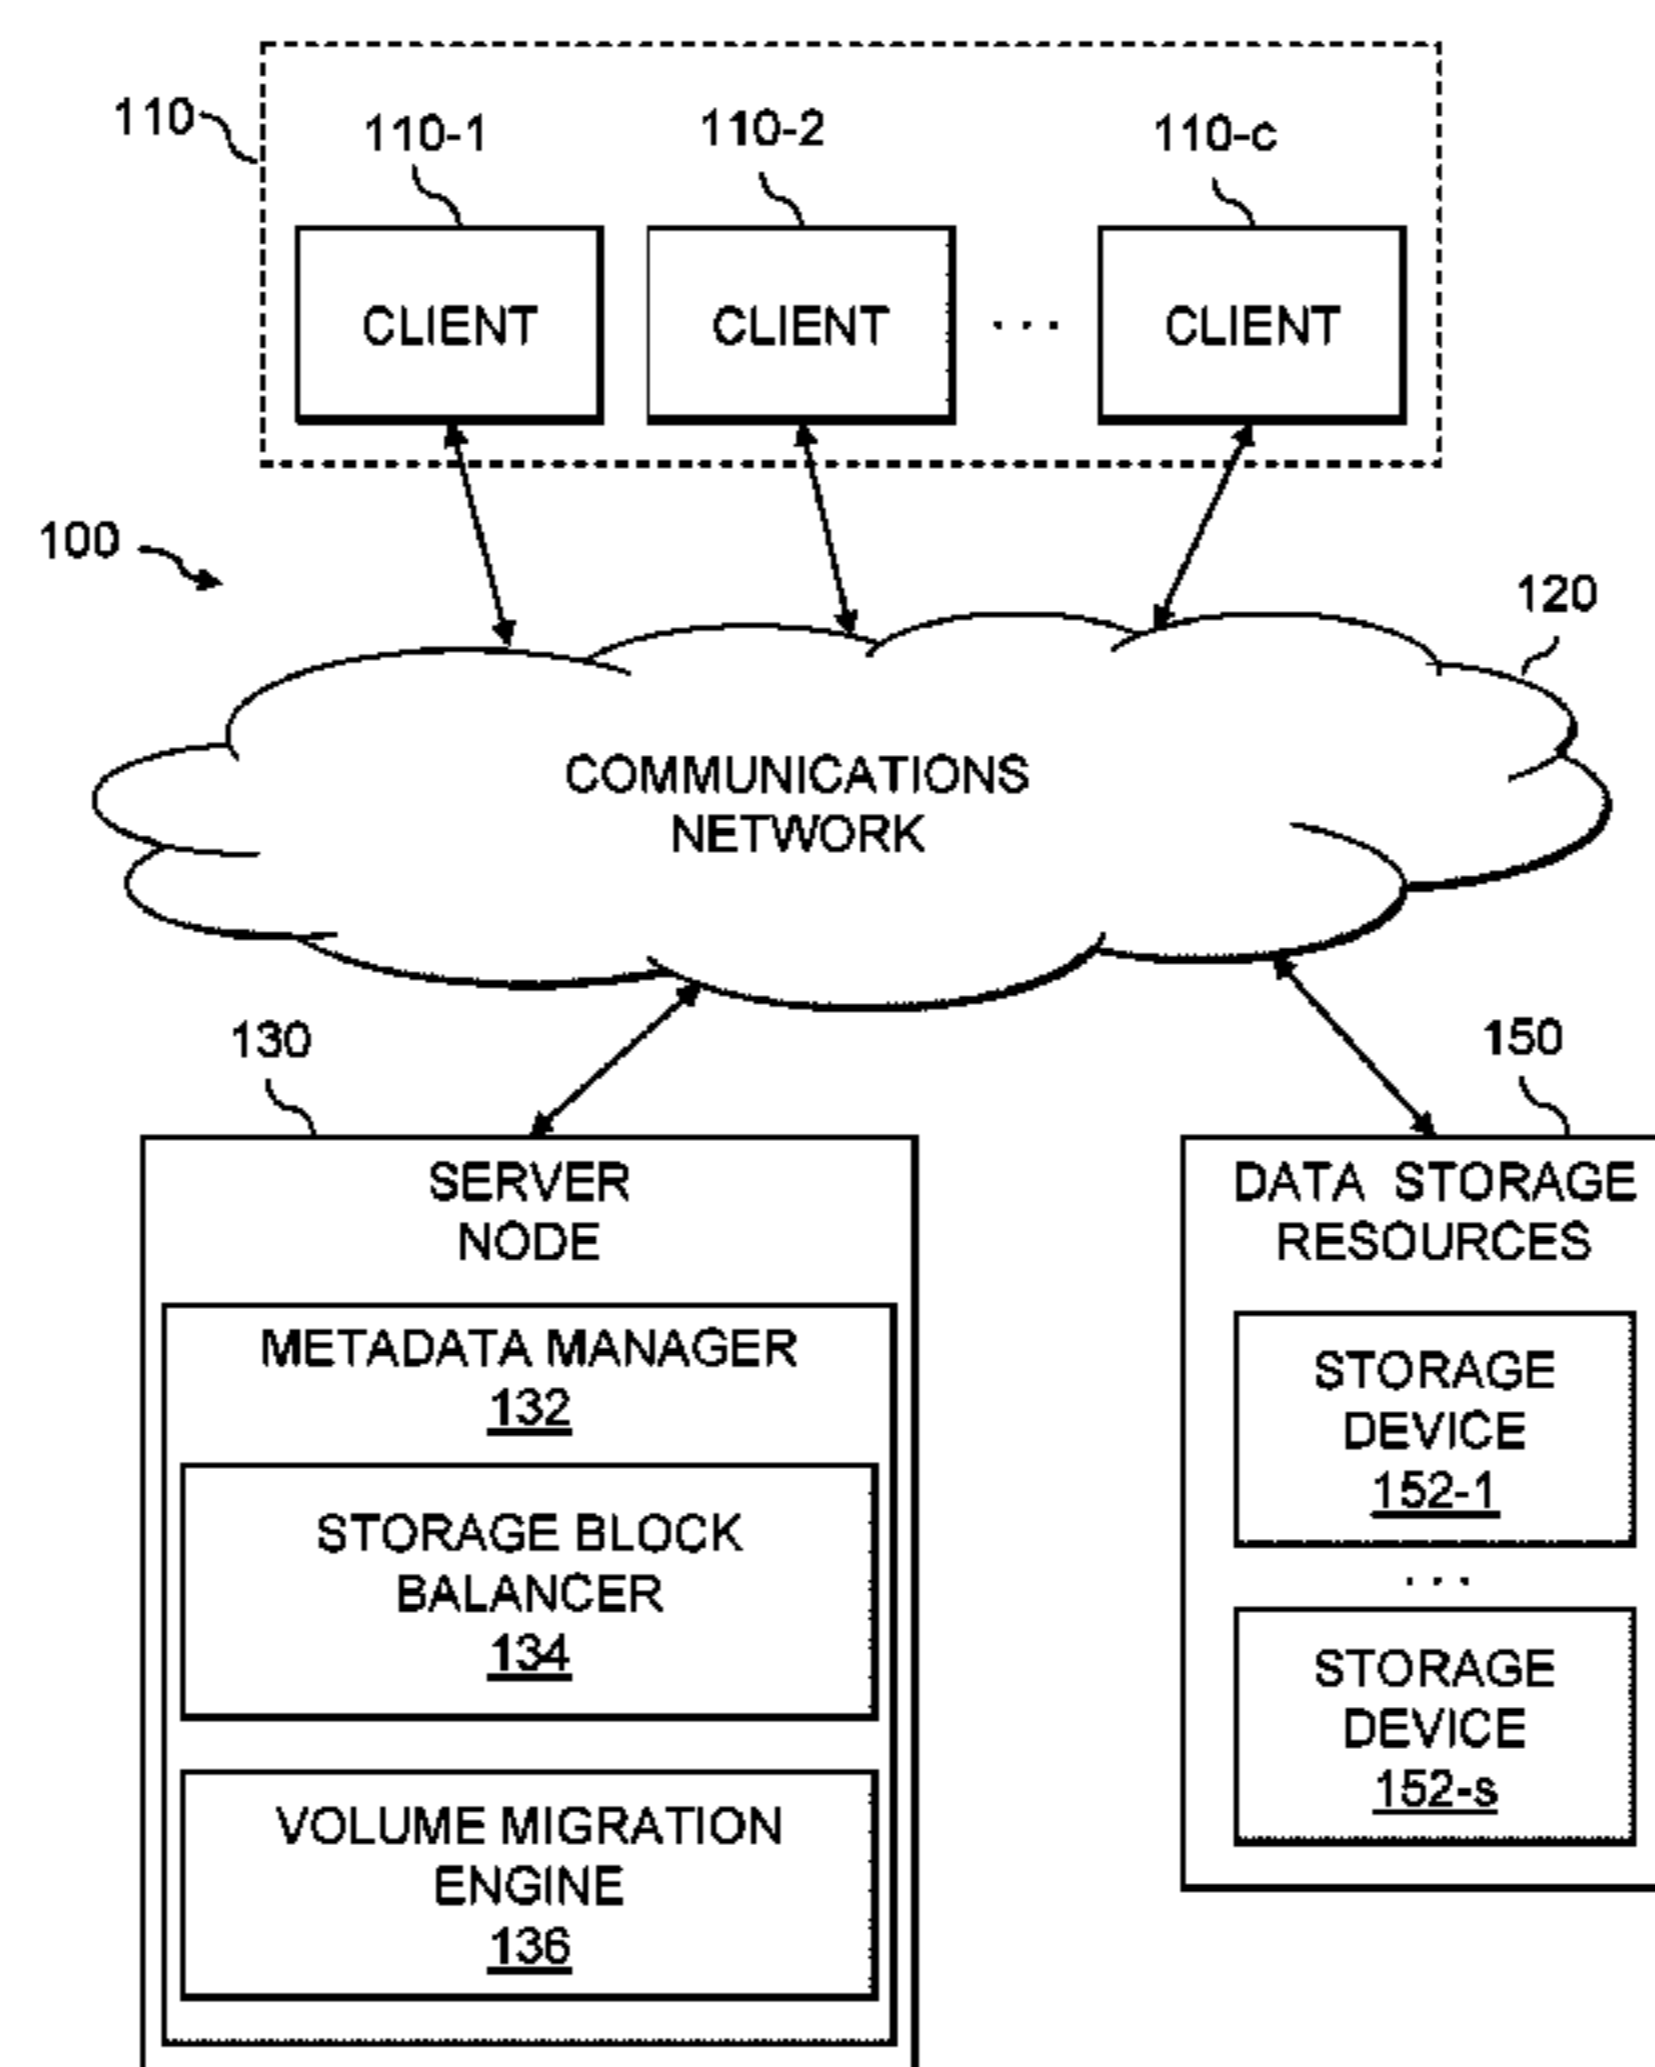 110
110-1
110-2
110-c
CLIENT
CLIENT
...
CLIENT
100
120
COMMUNICATIONS
NETWORK
130
150
SERVER
NODE
METADATA MANAGER
132
STORAGE BLOCK
BALANCER
134
VOLUME MIGRATION
ENGINE
136
DATA STORAGE
RESOURCES
STORAGE
DEVICE
152-1
...
STORAGE
DEVICE
152-s